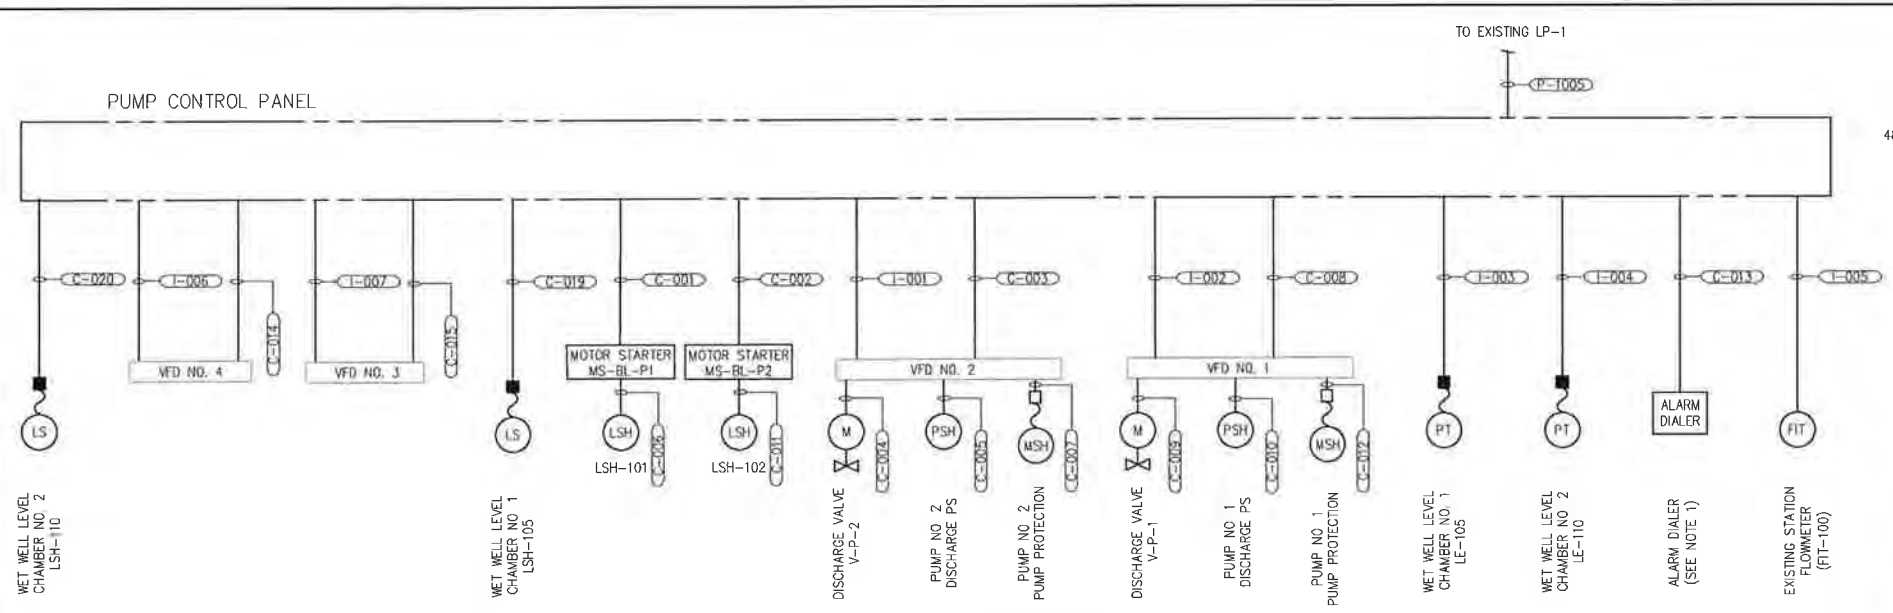 TO EXISTING LP-1
P-1005
PUMP CONTROL PANEL
C-020
I-006
C-014
I-007
C-015
C-019
C-001
C-002
I-001
C-003
I-002
C-008
I-003
I-004
C-013
I-005
VFD NO. 4
VFD NO. 3
MOTOR STARTER
MS-BL-P1
MOTOR STARTER
MS-BL-P2
VFD NO. 2
VFD NO. 1
ALARM
DIALER
LS
LS
LSH
LSH-101
C-006
LSH
LSH-102
C-011
M
C-004
PSH
C-005
MSH
C-007
M
C-009
PSH
C-010
MSH
C-012
PT
PT
FIT
WET WELL LEVEL
CHAMBER NO. 2
LSH-110
WET WELL LEVEL
CHAMBER NO 1
LSH-105
DISCHARGE VALVE
V-P-2
PUMP NO 2
DISCHARGE PS
PUMP NO 2
PUMP PROTECTION
DISCHARGE VALVE
V-P-1
PUMP NO 1
DISCHARGE PS
PUMP NO 1
PUMP PROTECTION
WET WELL LEVEL
CHAMBER NO. 1
LE-105
WET WELL LEVEL
CHAMBER NO 2
LE-110
ALARM DIALER
(SEE NOTE 1)
EXISTING STATION
FLOWMETER
(FIT-100)